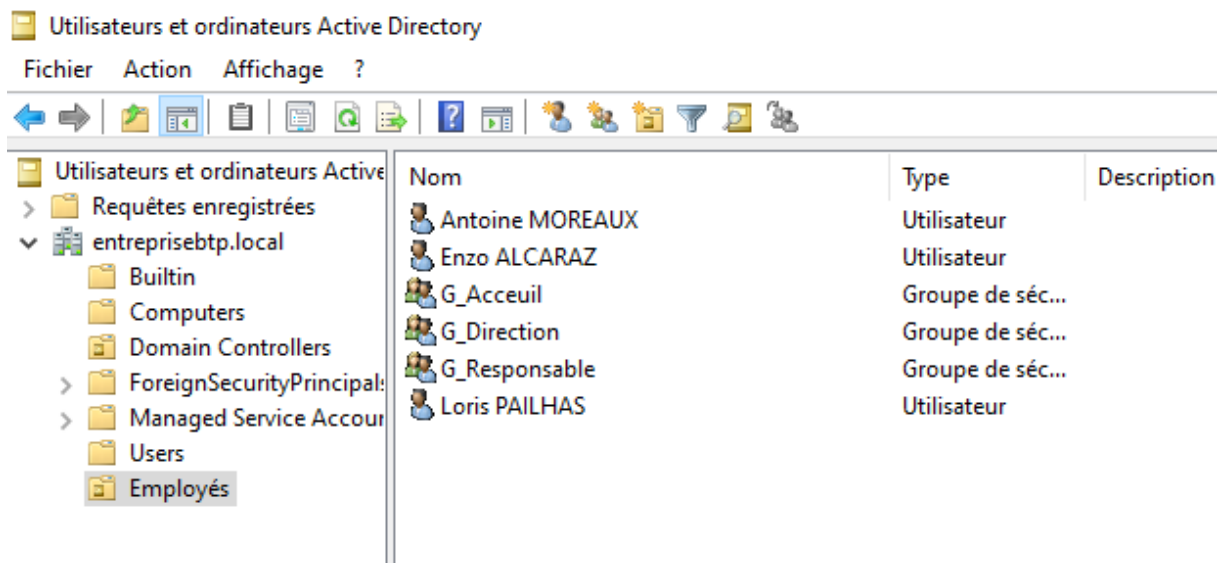 Utilisateurs et ordinateurs Active Directory
Fichier Action Affichage ?
Utilisateurs et ordinateurs Active
Requêtes enregistrées
entreprisebtp.local
Builtin
Computers
Domain Controllers
ForeignSecurityPrincipals
Managed Service Accour
Users
Employés
Nom Type Description
Antoine MOREAUX Utilisateur
Enzo ALCARAZ Utilisateur
G_Acceuil Groupe de séc...
G_Direction Groupe de séc...
G_Responsable Groupe de séc...
Loris PAILHAS Utilisateur